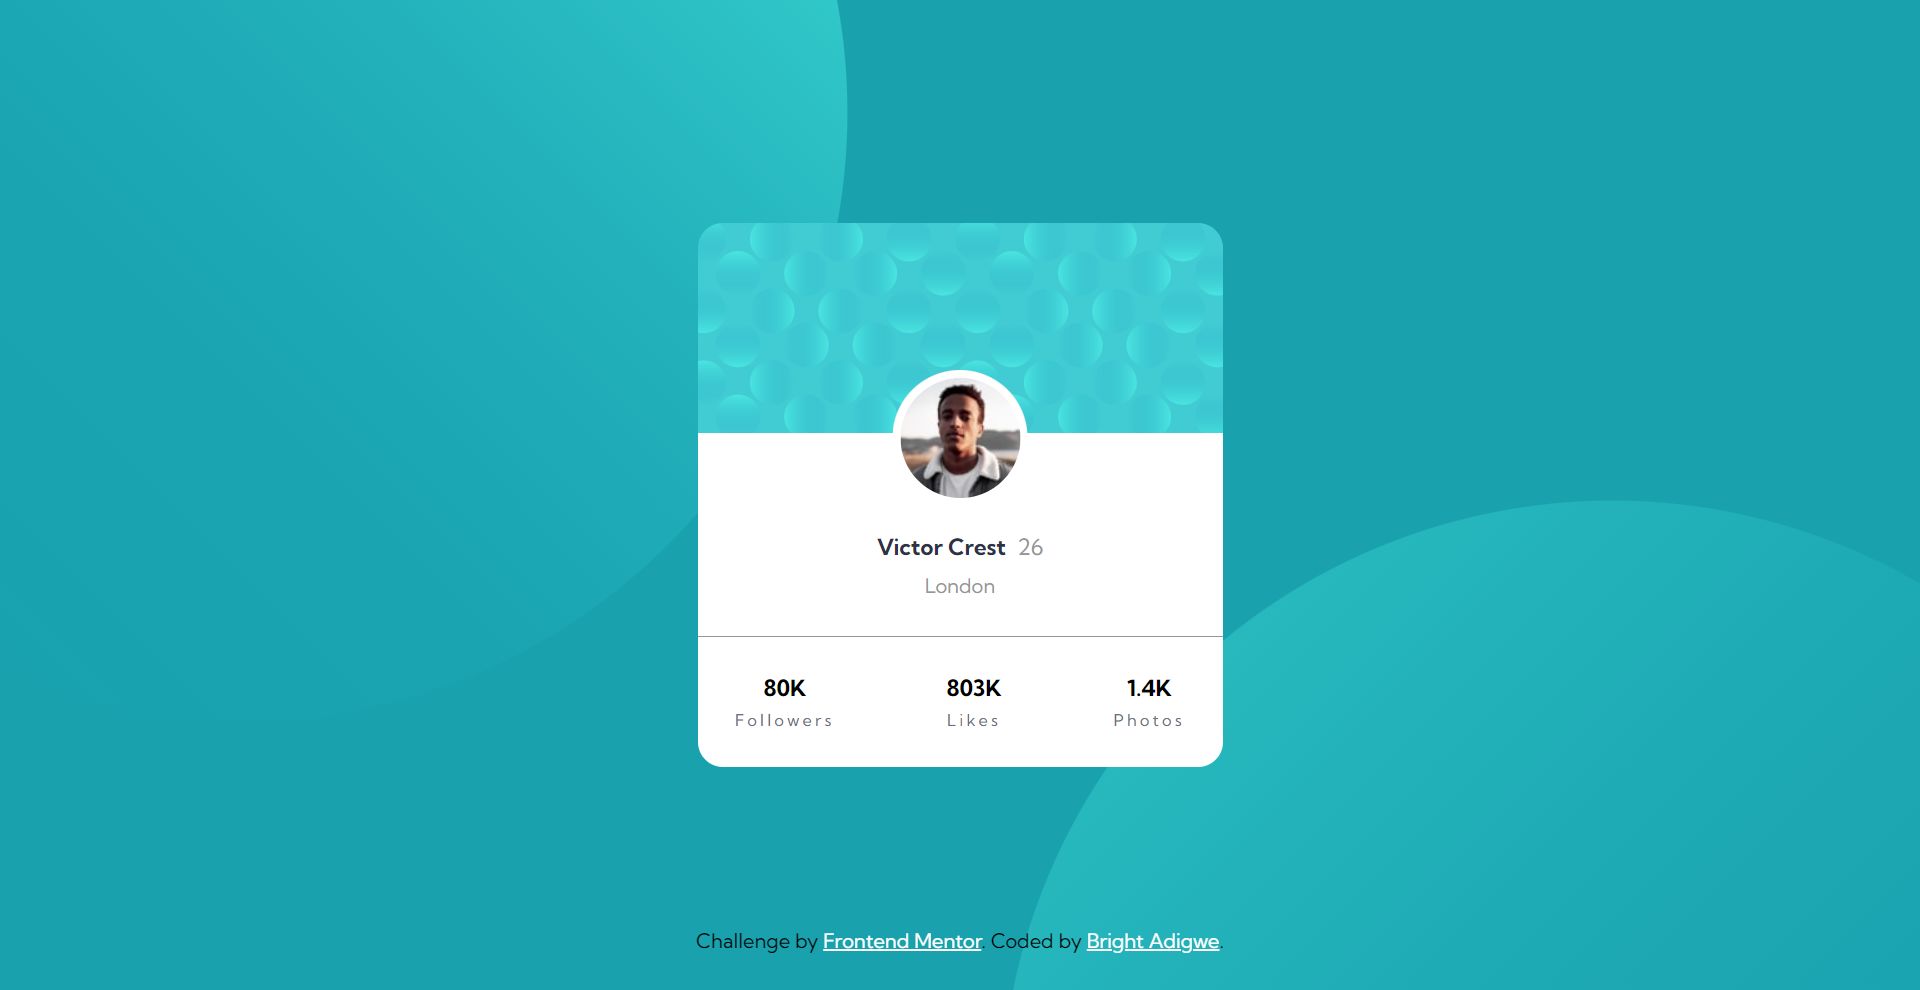 Victor Crest 26
London
80K 803K 1.4K
Followers Likes Photos
Challenge by Frontend Mentor. Coded by Bright Adigwe.